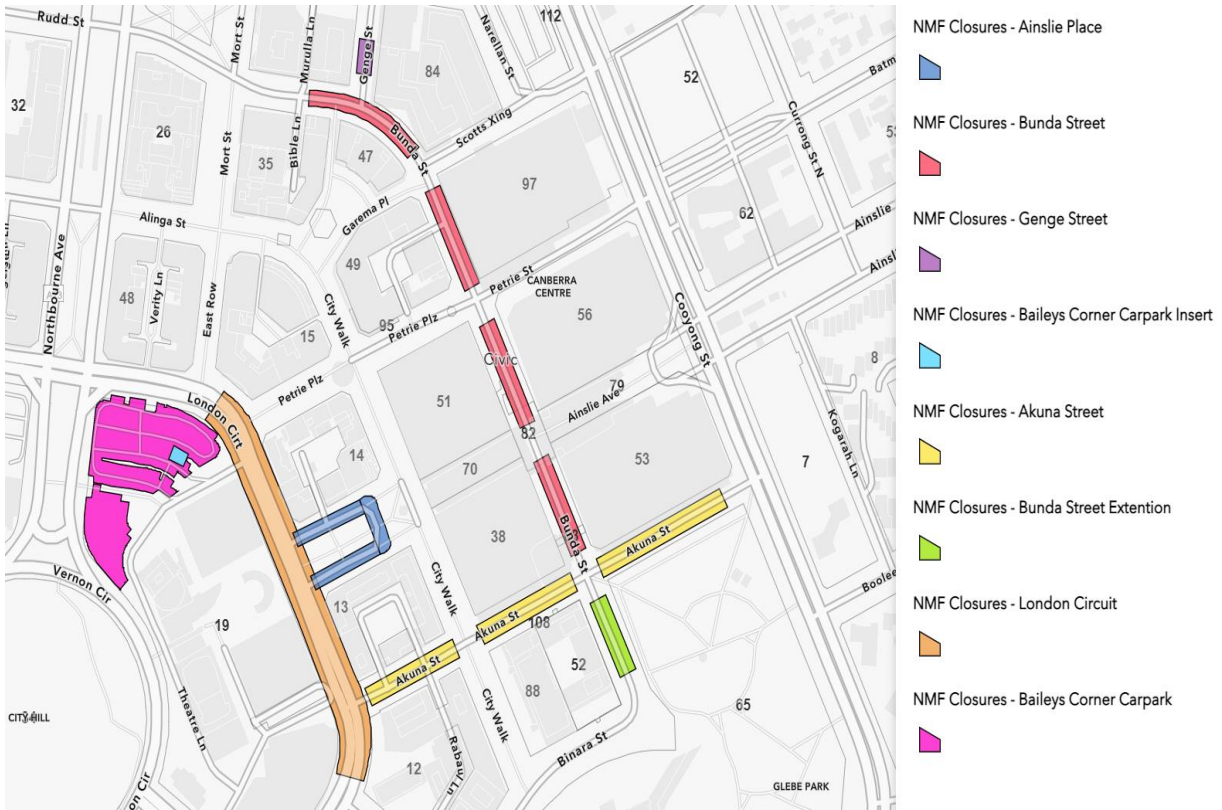 Rudd St
Mort St
Murulla Ln
Genge St
Narellan St
112
84
52
32
26
Mort St
35
Bible Ln
47
Bunda St
Scotts Xing
97
Currong St N
62
Ainslie
Alinga St
Garema Pl
49
Northbourne Ave
48
Verity Ln
East Row
15
City Walk
95
Petrie Plz
Petrie St
CANBERRA
CENTRE
56
Cooyong St
Civic
Petrie Plz
51
79
Ainslie Ave
82
8
London Cirt
14
70
53
7
Kogarah Ln
38
Bunda St
Akuna St
Vernon Cir
19
13
City Walk
Akuna St
108
Akuna St
52
88
65
CITY HILL
Theatre Ln
City Walk
12
Rabaul Ln
Binara St
GLEBE PARK
NMF Closures - Ainslie Place
NMF Closures - Bunda Street
NMF Closures - Genge Street
NMF Closures - Baileys Corner Carpark Insert
NMF Closures - Akuna Street
NMF Closures - Bunda Street Extention
NMF Closures - London Circuit
NMF Closures - Baileys Corner Carpark